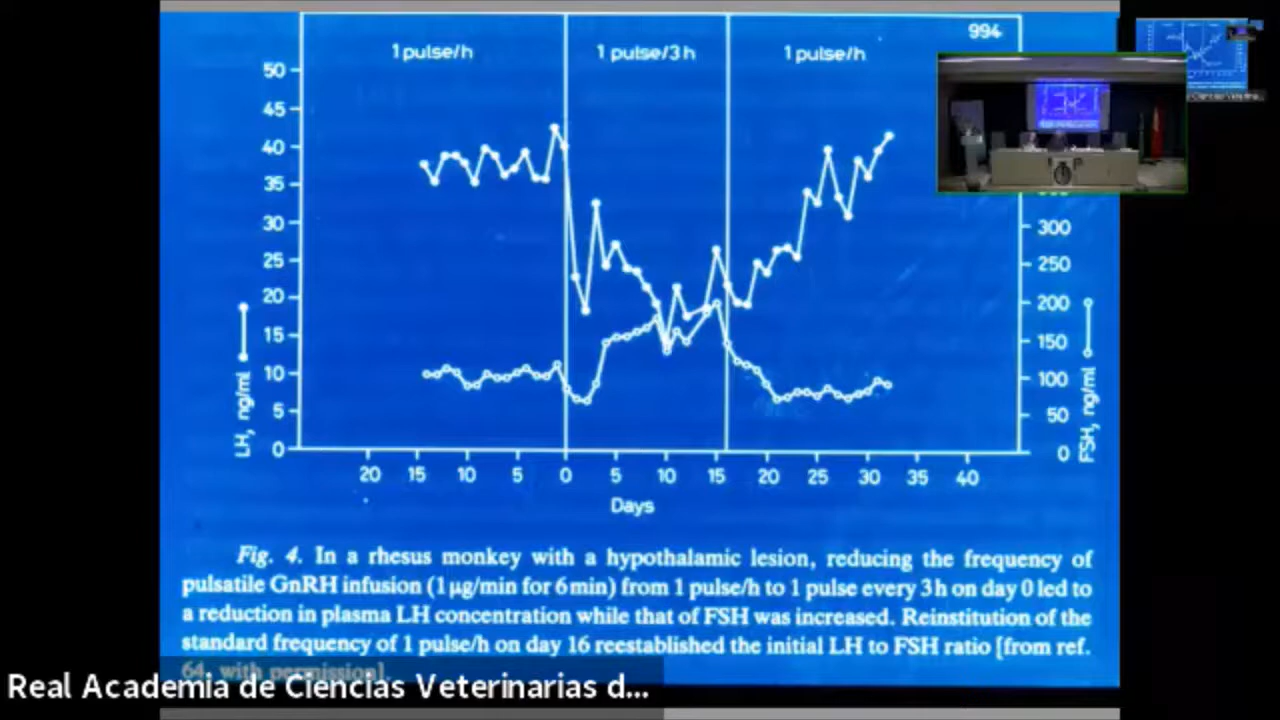 994
1 pulse/h
1 pulse/3 h
1 pulse/h
50
45
40
35
30
25
20
15
10
5
0
LH, ng/ml
300
250
200
150
100
50
0
FSH, ng/ml
20 15 10 5 0 5 10 15 20 25 30 35 40
Days
Fig. 4. In a rhesus monkey with a hypothalamic lesion, reducing the frequency of
pulsatile GnRH infusion (1 µg/min for 6 min) from 1 pulse/h to 1 pulse every 3 h on day 0 led to
a reduction in plasma LH concentration while that of FSH was increased. Reinstitution of the
standard frequency of 1 pulse/h on day 16 reestablished the initial LH to FSH ratio [from ref.
64, with permission].
Real Academia de Ciencias Veterinarias d...